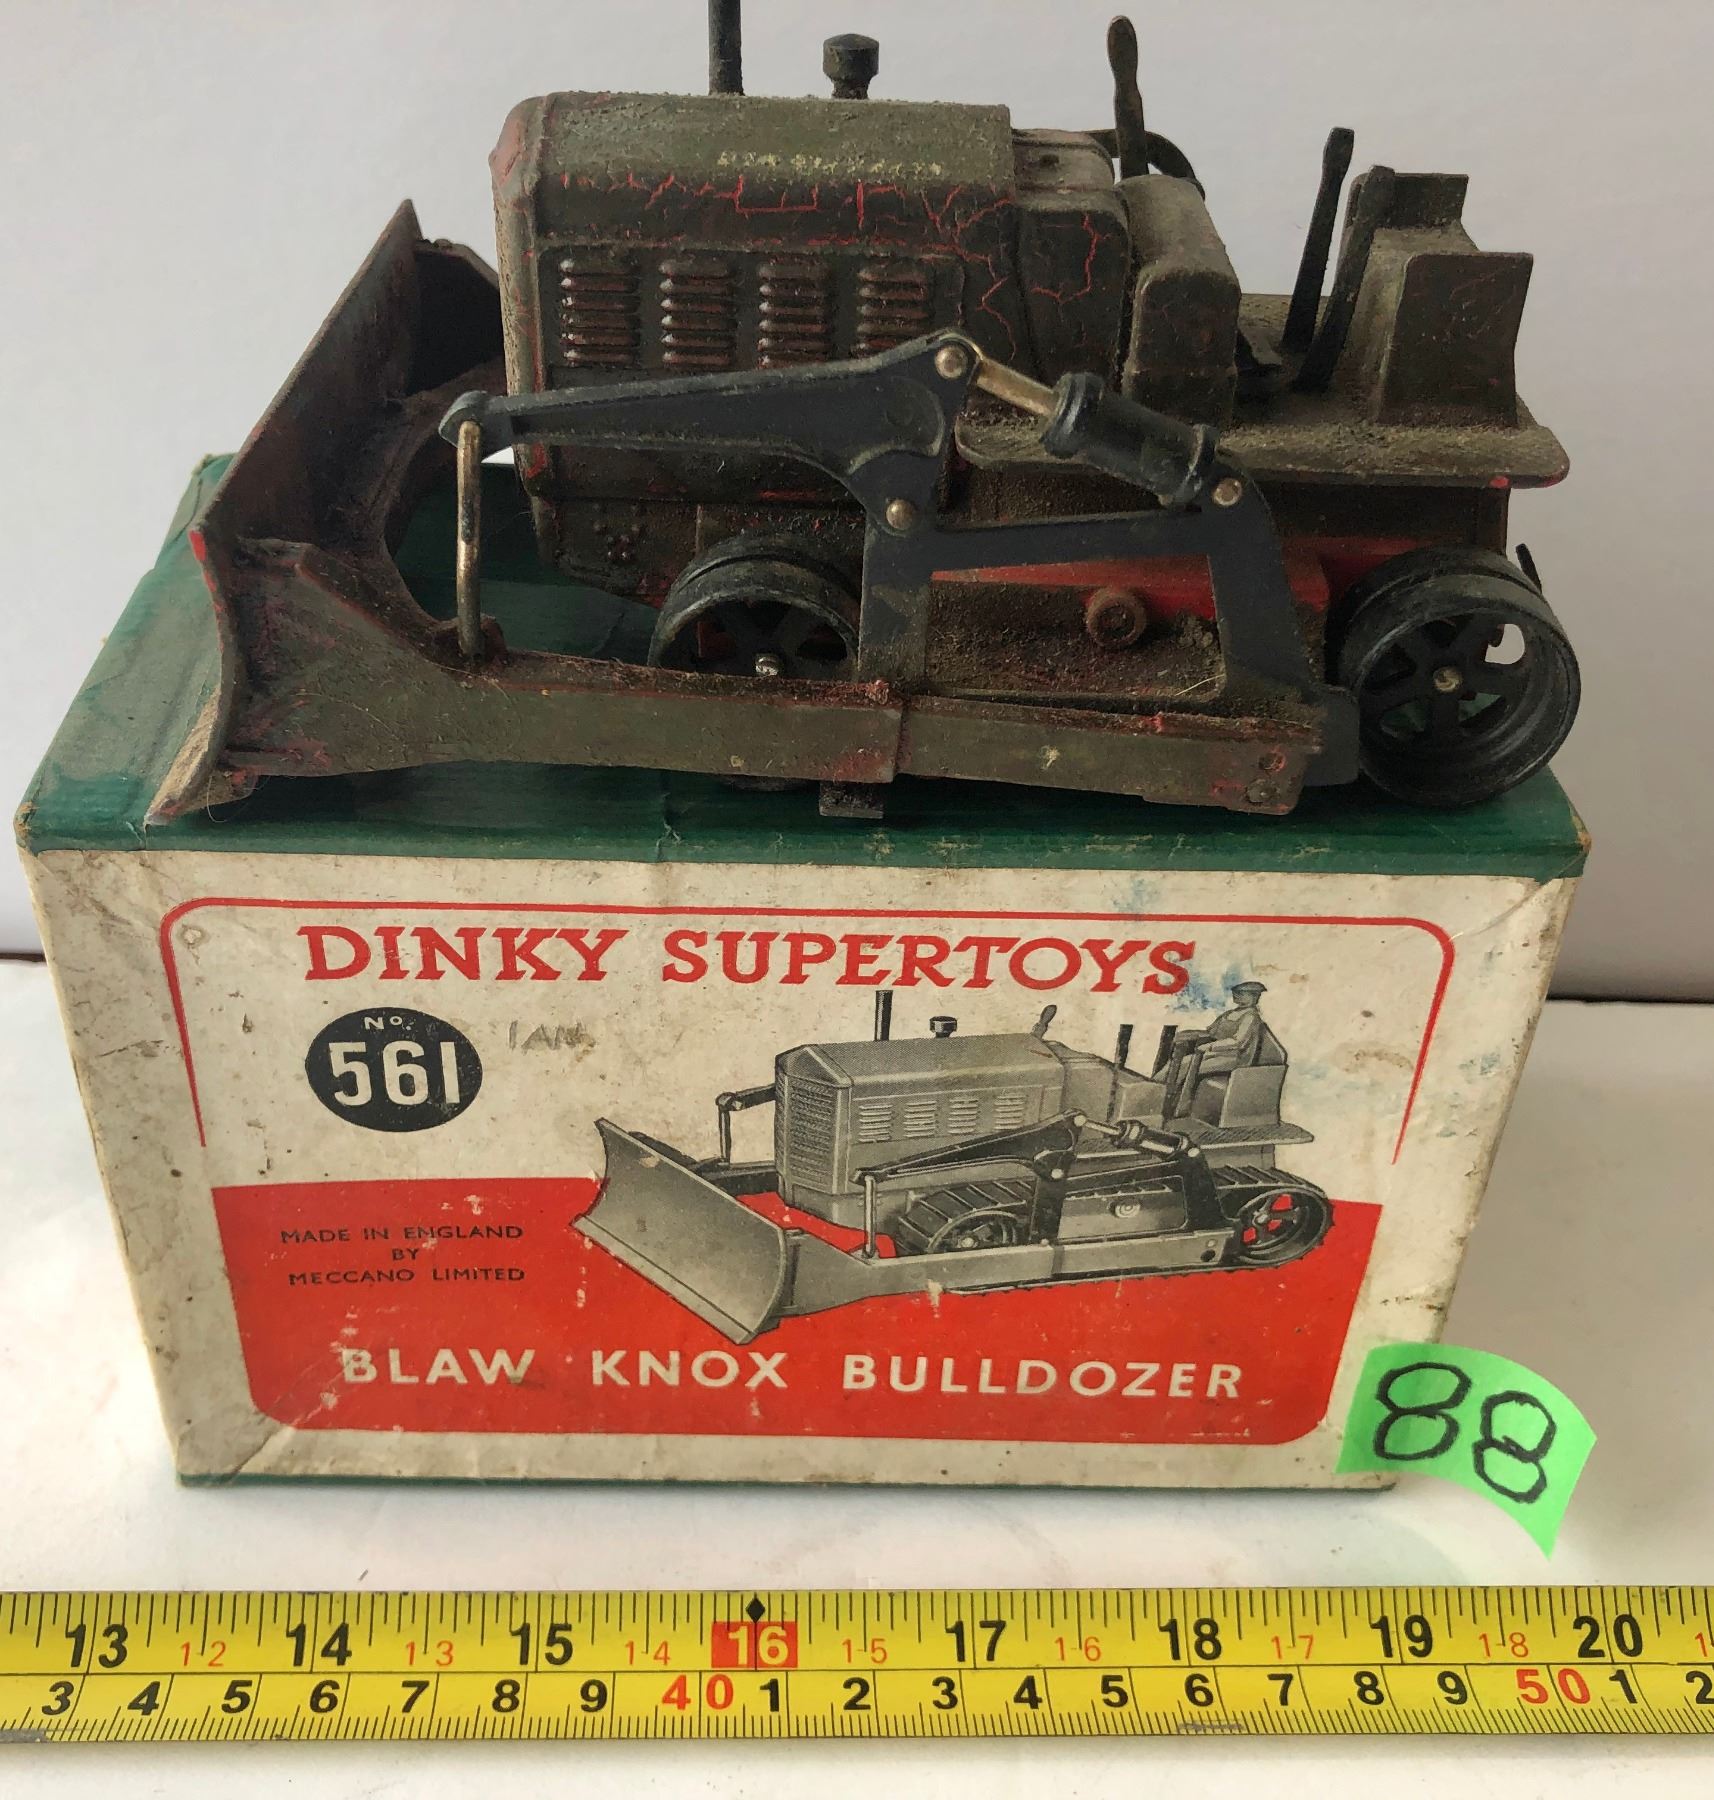 DINKY SUPERTOYS
No.
561
IAN
MADE IN ENGLAND
BY
MECCANO LIMITED
BLAW KNOX BULLDOZER
88
13 12 14 13 15 14 16 15 17 16 18 17 19 18 20 1
3 4 5 6 7 8 9 40 1 2 3 4 5 6 7 8 9 50 1 2